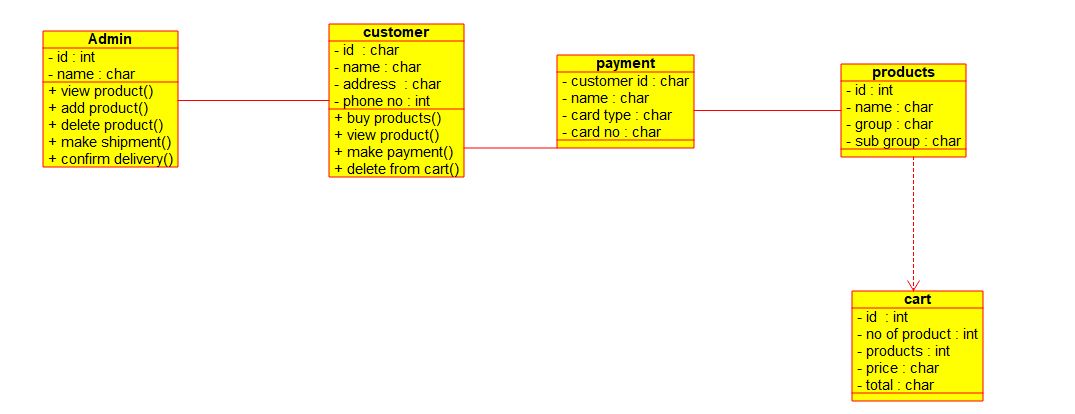 Admin
- id : int
- name : char
+ view product()
+ add product()
+ delete product()
+ make shipment()
+ confirm delivery()
customer
- id : char
- name : char
- address : char
- phone no : int
+ buy products()
+ view product()
+ make payment()
+ delete from cart()
payment
- customer id : char
- name : char
- card type : char
- card no : char
products
- id : int
- name : char
- group : char
- sub group : char
cart
- id : int
- no of product : int
- products : int
- price : char
- total : char